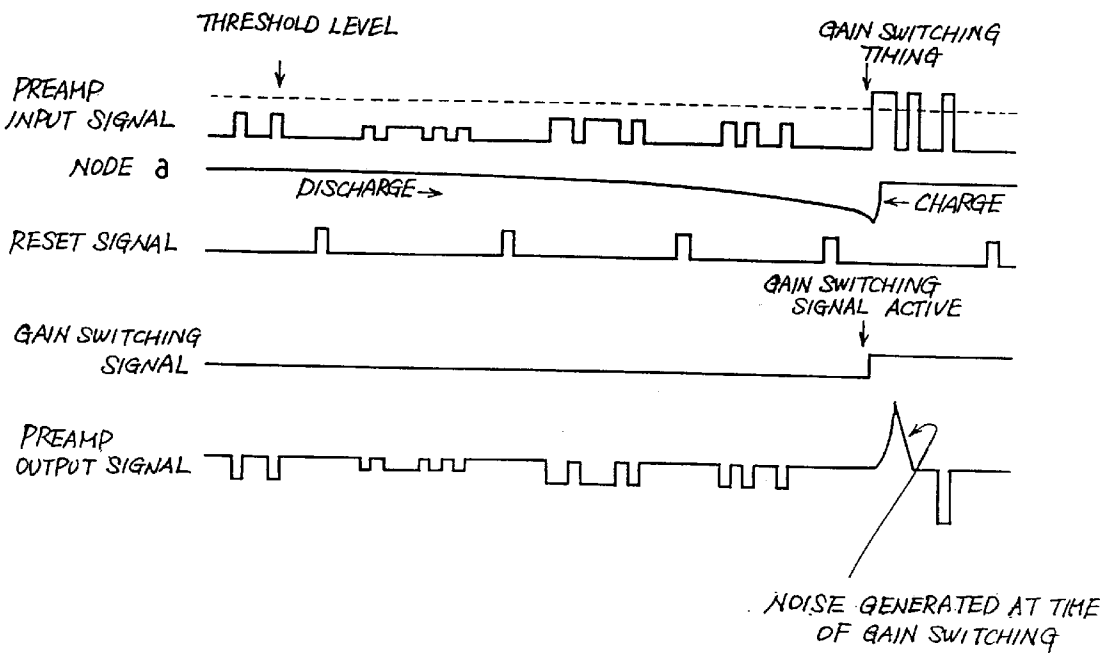 THRESHOLD LEVEL
GAIN SWITCHING
TIMING
PREAMP
INPUT SIGNAL
NODE a
DISCHARGE→
←CHARGE
RESET SIGNAL
GAIN SWITCHING
SIGNAL ACTIVE
GAIN SWITCHING
SIGNAL
PREAMP
OUTPUT SIGNAL
NOISE GENERATED AT TIME
OF GAIN SWITCHING